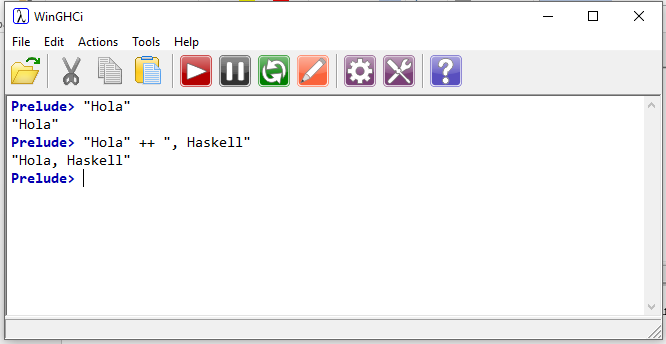 WinGHCi
File Edit Actions Tools Help
Prelude> "Hola"
"Hola"
Prelude> "Hola" ++ ", Haskell"
"Hola, Haskell"
Prelude>